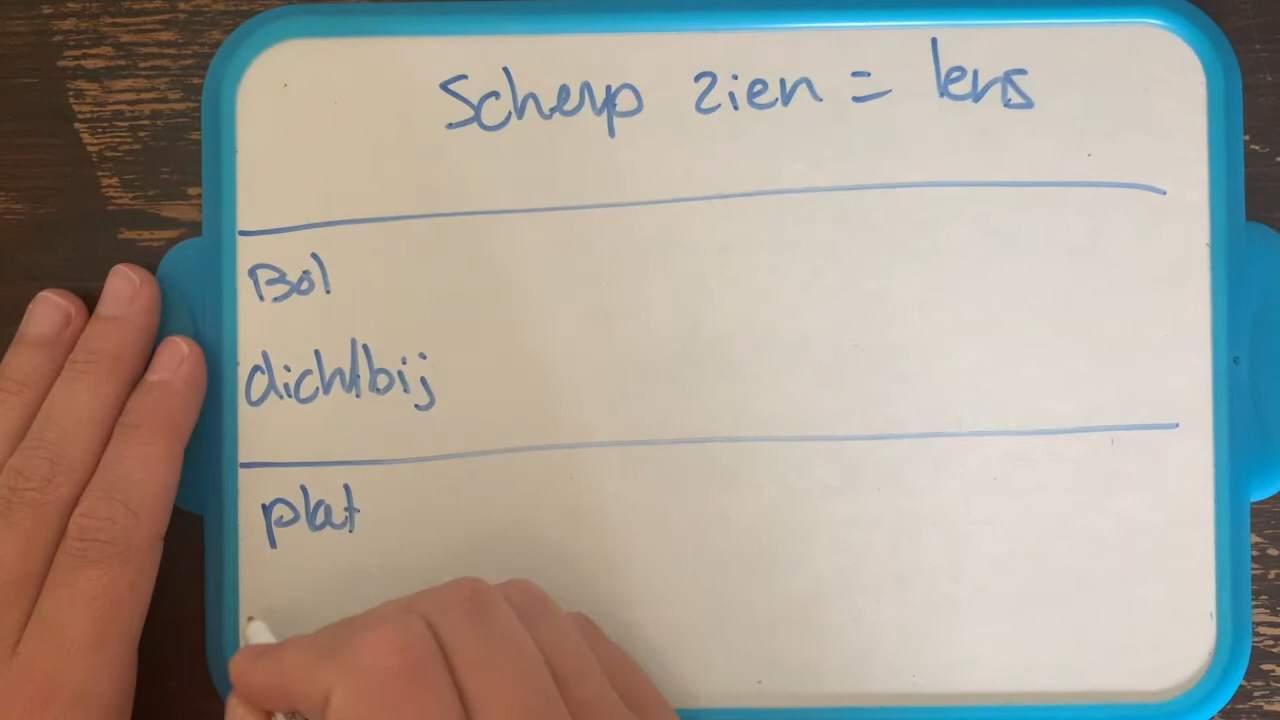 Scherp zien = lens
Bol
dichtbij
plat